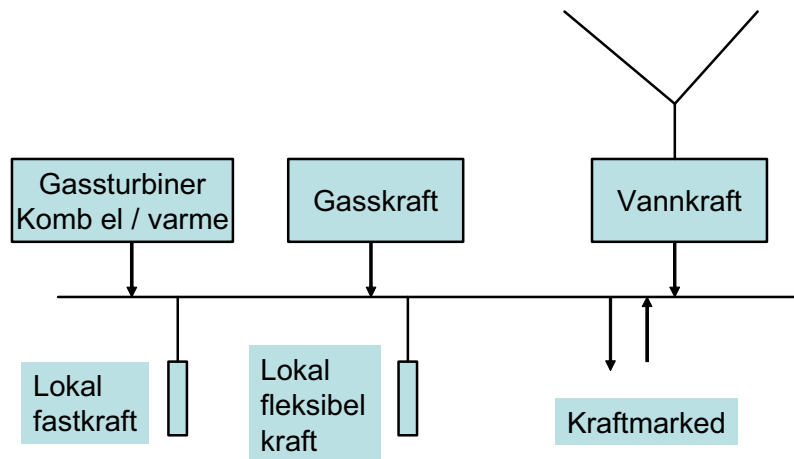 Gassturbiner
Komb el / varme
Gasskraft
Vannkraft
Lokal
fastkraft
Lokal
fleksibel
kraft
Kraftmarked